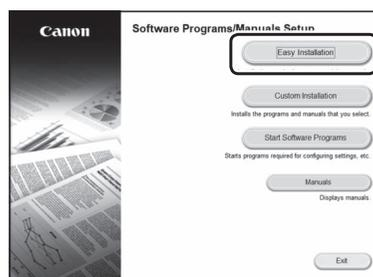 Canon
Software Programs/Manuals Setup
Easy Installation
Custom Installation
Installs the programs and manuals that you select.
Start Software Programs
Starts programs required for configuring settings, etc.
Manuals
Displays manuals.
Exit